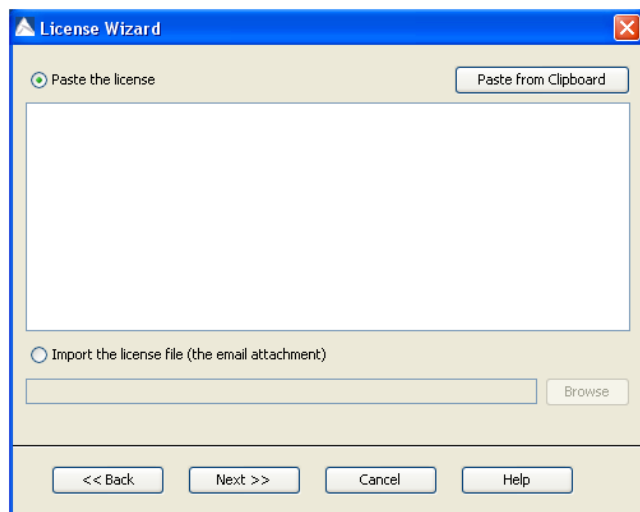 License Wizard
Paste the license
Paste from Clipboard
Import the license file (the email attachment)
Browse
<< Back
Next >>
Cancel
Help